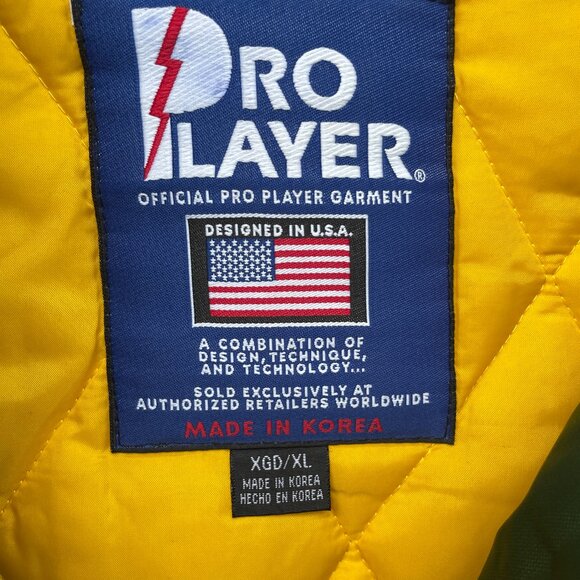 PRO
PLAYER®
OFFICIAL PRO PLAYER GARMENT
DESIGNED IN U.S.A.
A COMBINATION OF
DESIGN, TECHNIQUE,
AND TECHNOLOGY...
SOLD EXCLUSIVELY AT
AUTHORIZED RETAILERS WORLDWIDE
MADE IN KOREA
XGD/XL
MADE IN KOREA
HECHO EN KOREA